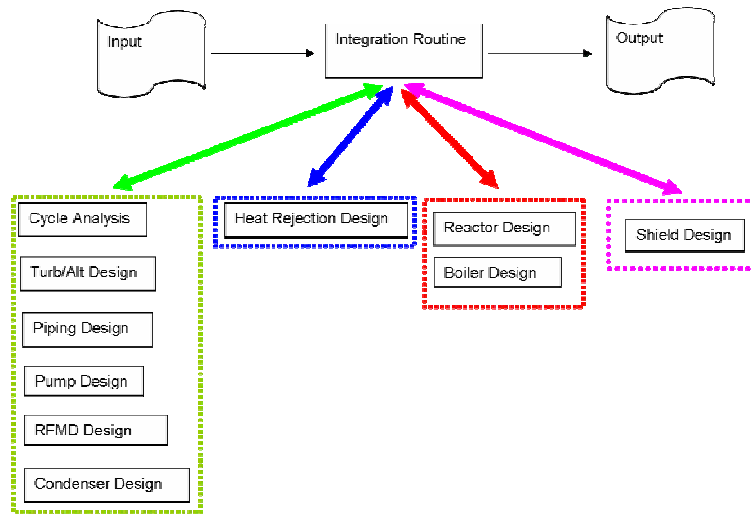 Input
Integration Routine
Output
Cycle Analysis
Turb/Alt Design
Piping Design
Pump Design
RFMD Design
Condenser Design
Heat Rejection Design
Reactor Design
Boiler Design
Shield Design